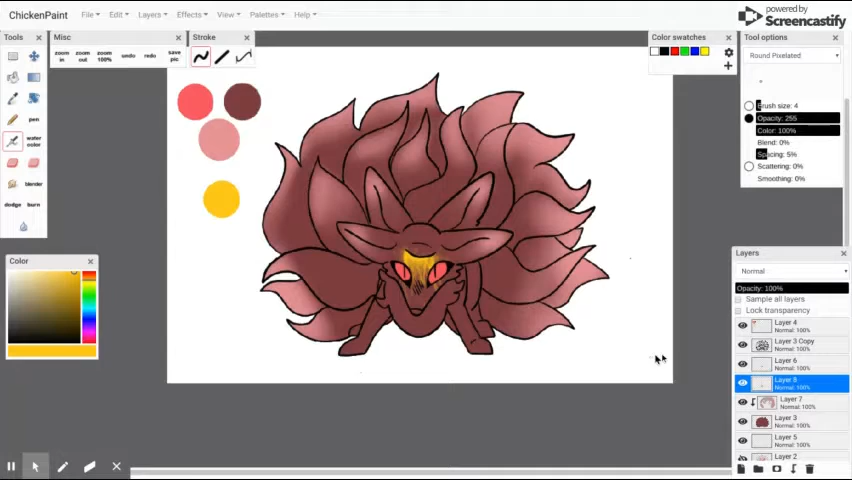 ChickenPaint
File
Edit
Layers
Effects
View
Palettes
Help
powered by
Screencastify
Tools
Misc
zoom in
zoom out
zoom 100%
undo
redo
save pic
Stroke
Color swatches
Tool options
Round Pixelated
Brush size: 4
Opacity: 255
Color: 100%
Blend: 0%
Spacing: 5%
Scattering: 0%
Smoothing: 0%
pen
water color
blender
dodge
burn
Color
Layers
Normal
Opacity: 100%
Sample all layers
Lock transparency
Layer 4
Normal: 100%
Layer 3 Copy
Normal: 100%
Layer 6
Normal: 100%
Layer 8
Normal: 100%
Layer 7
Normal: 100%
Layer 3
Normal: 100%
Layer 5
Normal: 100%
Layer 2
Normal: 100%